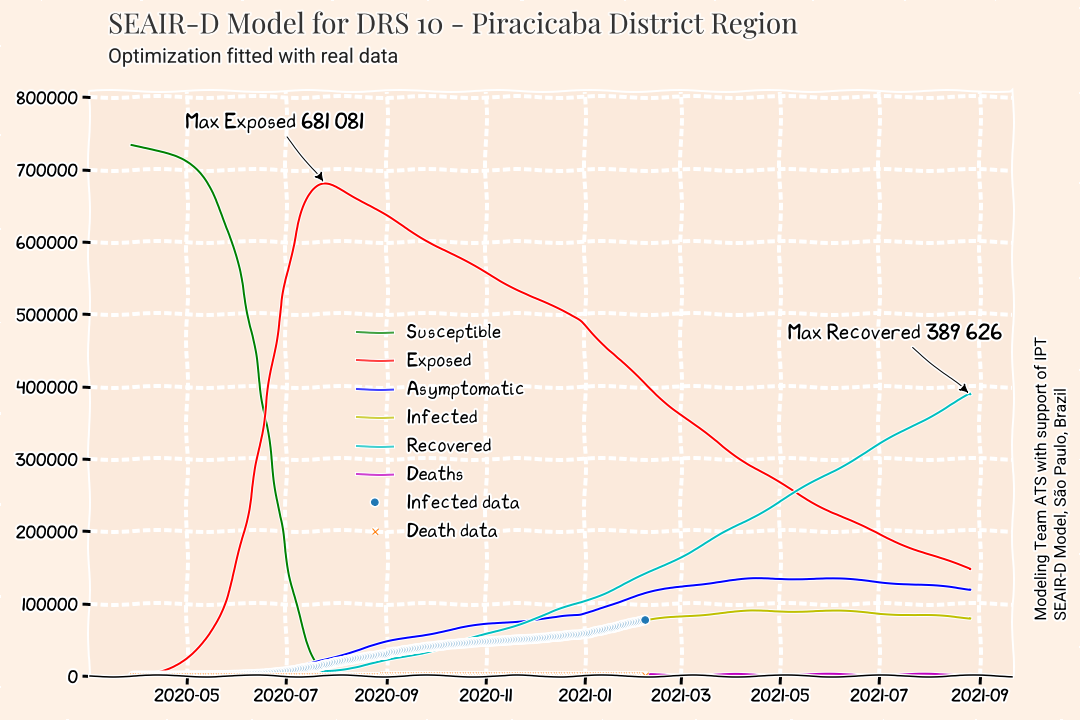 SEAIR-D Model for DRS 10 - Piracicaba District Region
Optimization fitted with real data
800000
700000
600000
500000
400000
300000
200000
100000
0
Max Exposed 681 081
Max Recovered 389 626
Susceptible
Exposed
Asymptomatic
Infected
Recovered
Deaths
Infected data
Death data
2020-05
2020-07
2020-09
2020-11
2021-01
2021-03
2021-05
2021-07
2021-09
Modeling Team ATS with support of IPT
SEAIR-D Model, São Paulo, Brazil